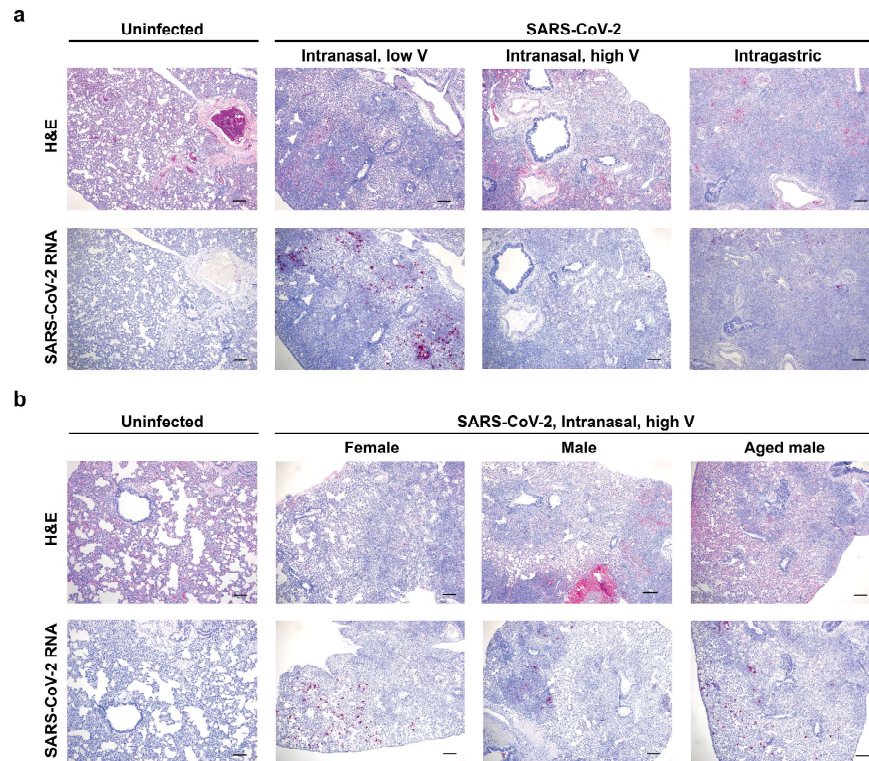 a
Uninfected
SARS-CoV-2
Intranasal, low V
Intranasal, high V
Intragastric
H&E
SARS-CoV-2 RNA
b
Uninfected
SARS-CoV-2, Intranasal, high V
Female
Male
Aged male
H&E
SARS-CoV-2 RNA